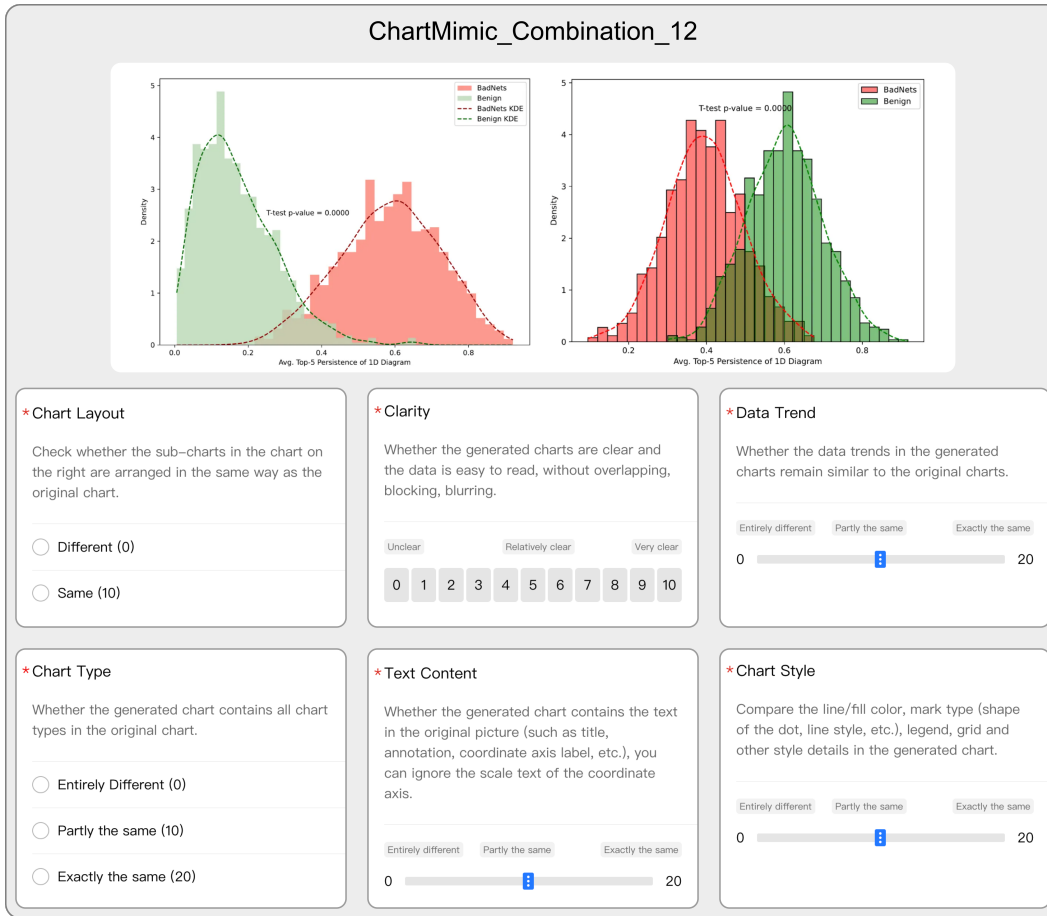 ChartMimic_Combination_12
5
4
3
2
1
0
Density
BadNets
Benign
BadNets KDE
Benign KDE
T-test p-value = 0.0000
0.0 0.2 0.4 0.6 0.8
Avg. Top-5 Persistence of 1D Diagram
5
4
3
2
1
0
Density
T-test p-value = 0.0000
BadNets
Benign
0.2 0.4 0.6 0.8
Avg. Top-5 Persistence of 1D Diagram
* Chart Layout
Check whether the sub-charts in the chart on
the right are arranged in the same way as the
original chart.
Different (0)
Same (10)
* Clarity
Whether the generated charts are clear and
the data is easy to read, without overlapping,
blocking, blurring.
Unclear Relatively clear Very clear
0 1 2 3 4 5 6 7 8 9 10
* Data Trend
Whether the data trends in the generated
charts remain similar to the original charts.
Entirely different Partly the same Exactly the same
0 20
* Chart Type
Whether the generated chart contains all chart
types in the original chart.
Entirely Different (0)
Partly the same (10)
Exactly the same (20)
* Text Content
Whether the generated chart contains the text
in the original picture (such as title,
annotation, coordinate axis label, etc.), you
can ignore the scale text of the coordinate
axis.
Entirely different Partly the same Exactly the same
0 20
* Chart Style
Compare the line/fill color, mark type (shape
of the dot, line style, etc.), legend, grid and
other style details in the generated chart.
Entirely different Partly the same Exactly the same
0 20